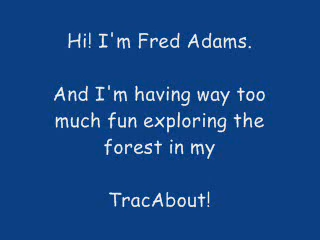 Hi! I'm Fred Adams.
And I'm having way too
much fun exploring the
forest in my
TracAbout!